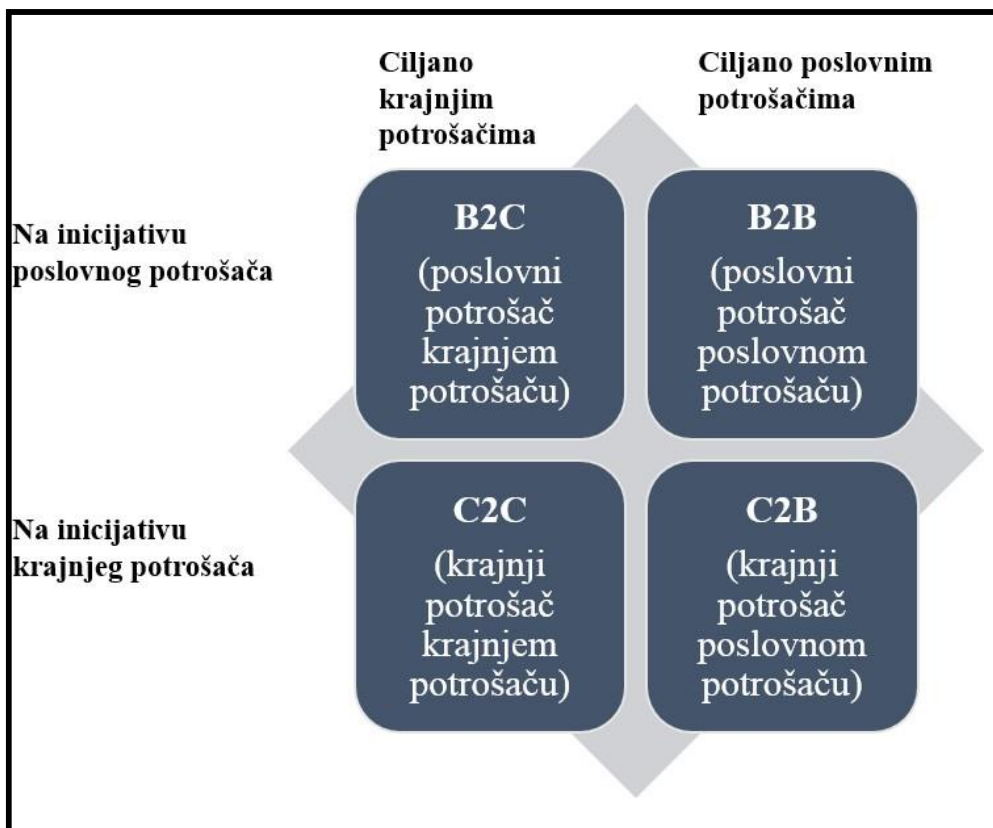 Ciljano
krajnjim
potrošačima
Ciljano poslovnim
potrošačima
Na inicijativu
poslovnog potrošača
B2C
(poslovni
potrošač
krajnjem
potrošaču)
B2B
(poslovni
potrošač
poslovnom
potrošaču)
Na inicijativu
krajnjeg potrošača
C2C
(krajnji
potrošač
krajnjem
potrošaču)
C2B
(krajnji
potrošač
poslovnom
potrošaču)